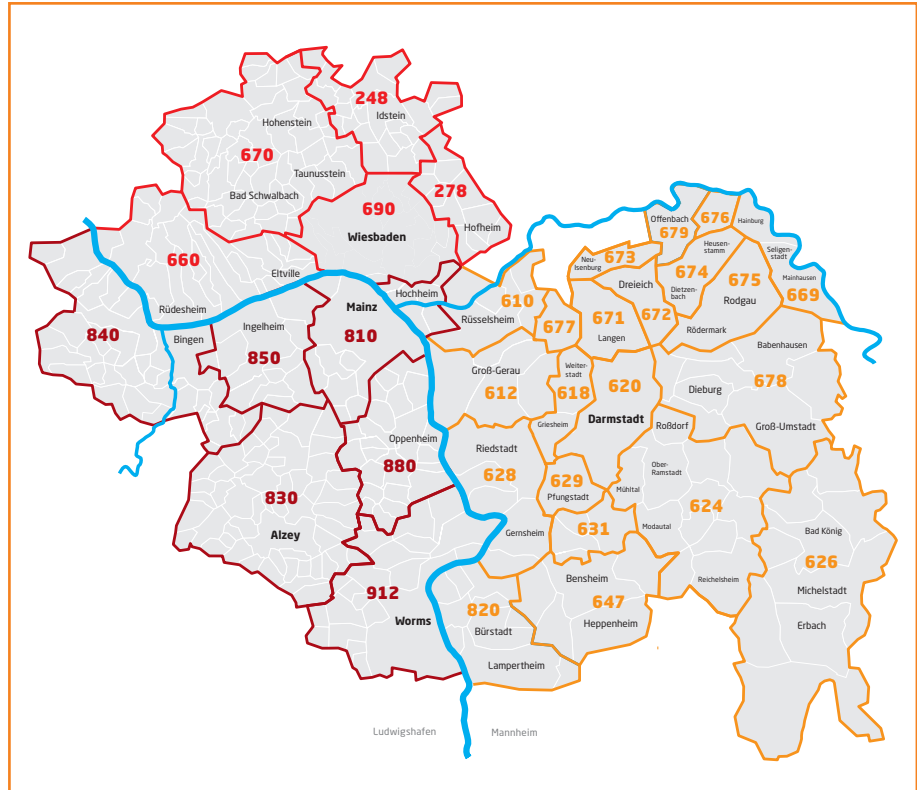 248
Idstein
Hohenstein
670
Taunusstein
Bad Schwalbach
278
690
Hofheim
Wiesbaden
660
Eltville
Rüdesheim
Hochheim
Mainz
810
840
Bingen
Ingelheim
850
Oppenheim
880
830
Alzey
912
Worms
Offenbach
679
676
Hainburg
Heusen-
stamm
Seligen-
stadt
Neu-
Isenburg
673
Dreieich
674
Dietzen-
bach
675
Rodgau
Mainhausen
669
610
Rüsselsheim
677
671
Langen
672
Rödermark
Babenhausen
Groß-Gerau
612
Weiter-
stadt
618
620
Darmstadt
Dieburg
678
Griesheim
Roßdorf
Groß-Umstadt
Riedstadt
628
629
Pfungstadt
Ober-
Ramstadt
Mühltal
624
Gernsheim
631
Modautal
Bad König
626
Michelstadt
Reichelsheim
Erbach
Bensheim
647
Heppenheim
820
Bürstadt
Lampertheim
Ludwigshafen
Mannheim